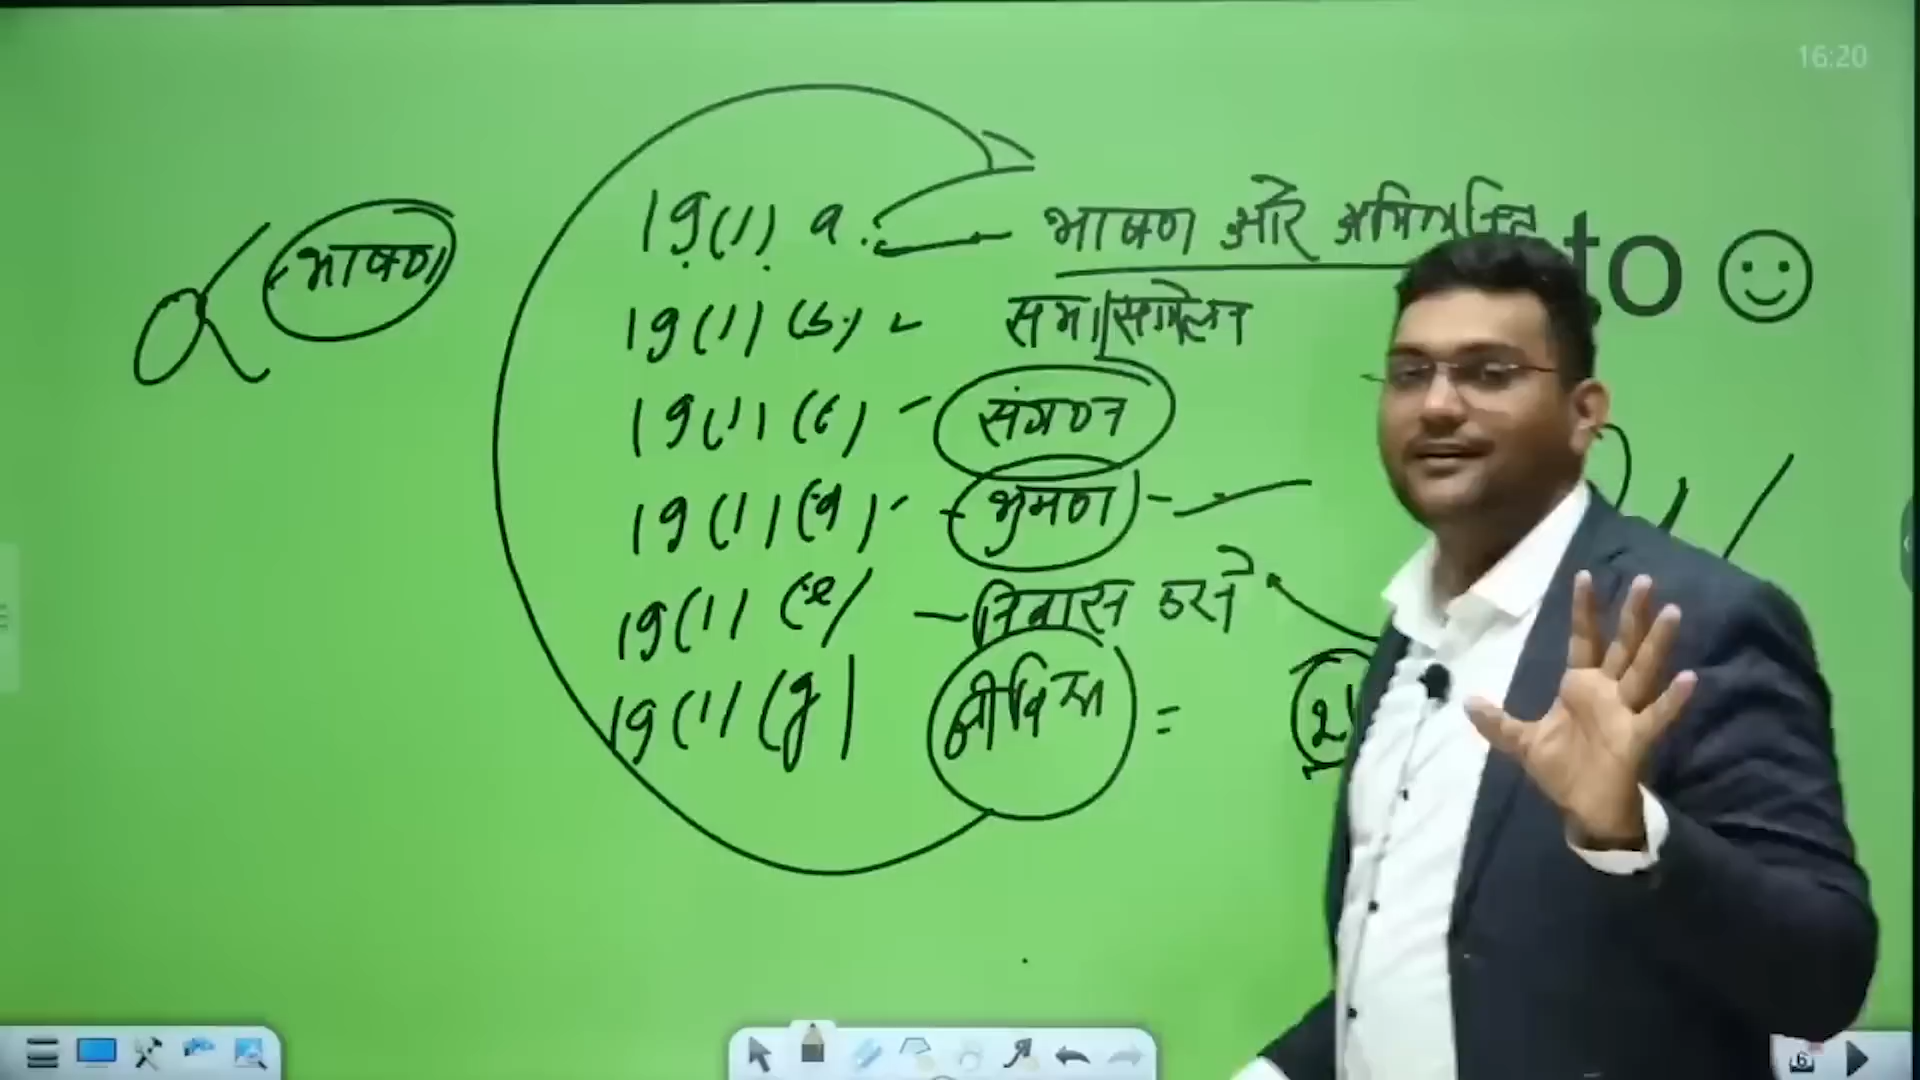 16:20
भाषण
19(1) a. भाषण और अभिव्यक्ति
to
19(1) (b) सभा/सम्मेलन
19(1) (c) संगठन
19(1) (d) भ्रमण
19(1) (e) निवास करने
19(1) (g) जीविका =
21